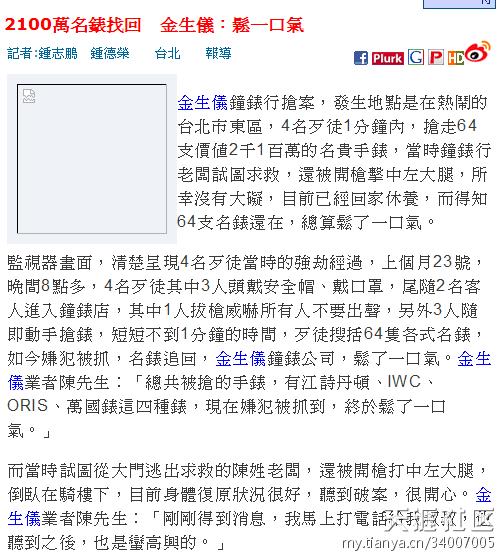 2100萬名錶找回　金生儀：鬆一口氣
記者:鍾志鵬　鍾德榮　台北　報導
Plurk G P HD
金生儀鐘錶行搶案，發生地點是在熱鬧的
台北市東區，4名歹徒1分鐘內，搶走64
支價值2千1百萬的名貴手錶，當時鐘錶行
老闆試圖求救，還被開槍擊中左大腿，所
幸沒有大礙，目前已經回家休養，而得知
64支名錶還在，總算鬆了一口氣。
監視器畫面，清楚呈現4名歹徒當時的強劫經過，上個月23號，
晚間8點多，4名歹徒其中3人頭戴安全帽、戴口罩，尾隨2名客
人進入鐘錶店，其中1人拔槍威嚇所有人不要出聲，另外3人隨
即動手搶錶，短短不到1分鐘的時間，歹徒搜括64隻各式名錶，
如今嫌犯被抓，名錶追回，金生儀鐘錶公司，鬆了一口氣。金生
儀業者陳先生：「總共被搶的手錶，有江詩丹頓、IWC、
ORIS、萬國錶這四種錶，現在嫌犯被抓到，終於鬆了一口
氣。」
而當時試圖從大門逃出求救的陳姓老闆，還被開槍打中左大腿，
倒臥在騎樓下，目前身體復原狀況很好，聽到破案，很開心。金
生儀業者陳先生：「剛剛得到消息，我馬上打電話
聽到之後，也是蠻高興的。」
天涯社区
my.tianya.cn/34007005